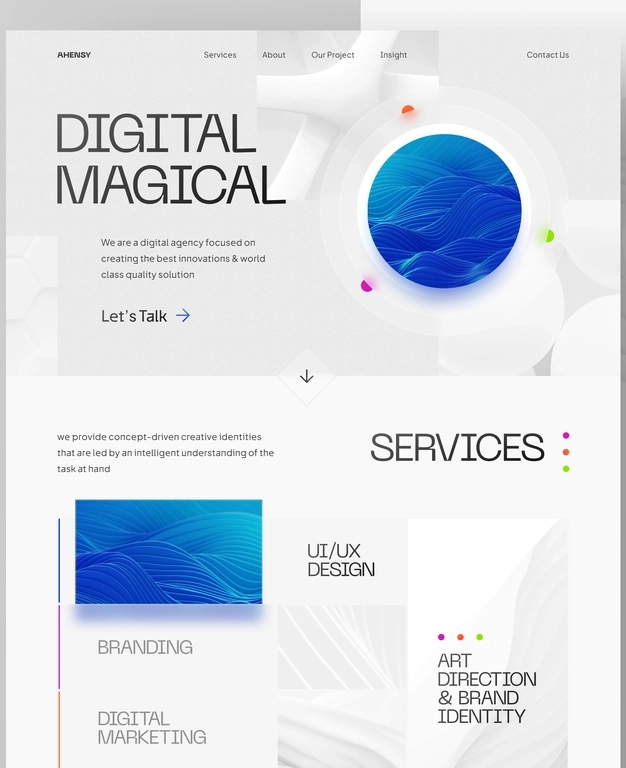 AHENSY
Services
About
Our Project
Insight
Contact Us
DIGITAL
MAGICAL
We are a digital agency focused on
creating the best innovations & world
class quality solution
Let's Talk
we provide concept-driven creative identities
that are led by an intelligent understanding of the
task at hand
SERVICES
UI/UX
DESIGN
BRANDING
ART
DIRECTION
& BRAND
IDENTITY
DIGITAL
MARKETING